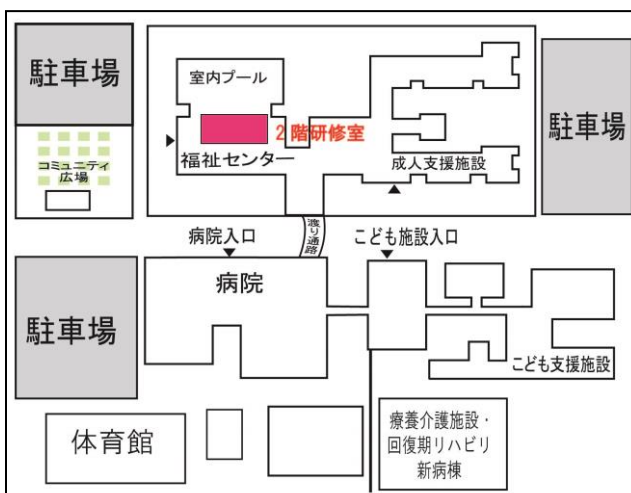 駐車場
室内プール
2階研修室
福祉センター
成人支援施設
駐車場
コミュニティ
広場
渡り通路
病院入口
こども施設入口
病院
駐車場
こども支援施設
体育館
療養介護施設・
回復期リハビリ
新病棟